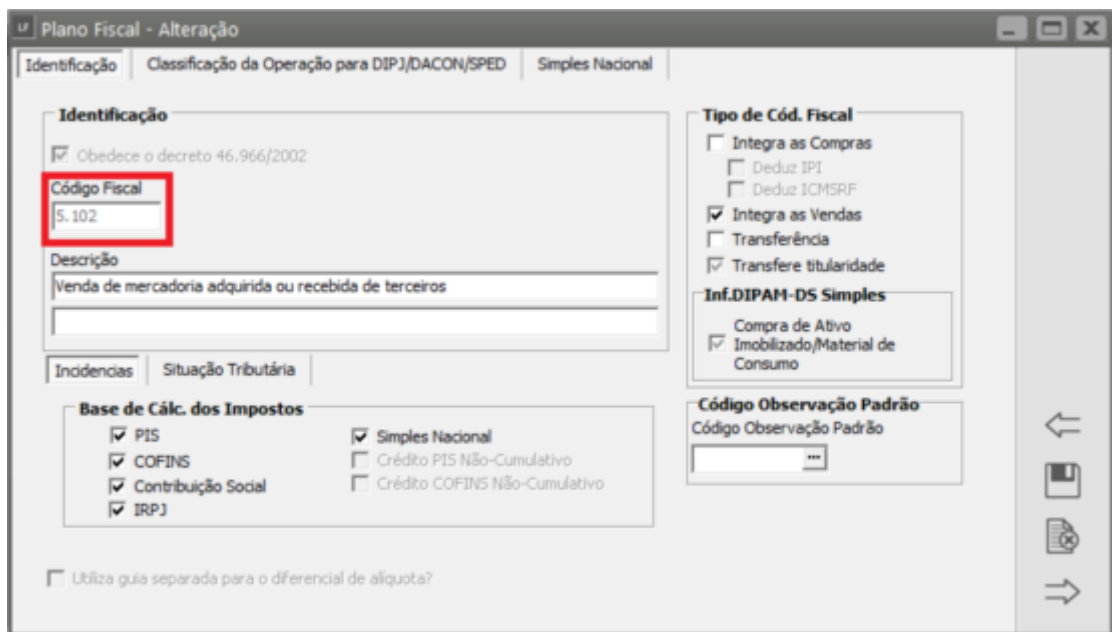 LF Plano Fiscal - Alteração
Identificação Classificação da Operação para DIPJ/DACON/SPED Simples Nacional
Identificação
Obedece o decreto 46.966/2002
Código Fiscal
5.102
Descrição
Venda de mercadoria adquirida ou recebida de terceiros
Tipo de Cód. Fiscal
Integra as Compras
Deduz IPI
Deduz ICMSRF
Integra as Vendas
Transferência
Transfere titularidade
Inf.DIPAM-DS Simples
Compra de Ativo
Imobilizado/Material de
Consumo
Incidencias Situação Tributária
Base de Cálc. dos Impostos
PIS
COFINS
Contribuição Social
IRPJ
Simples Nacional
Crédito PIS Não-Cumulativo
Crédito COFINS Não-Cumulativo
Código Observação Padrão
Código Observação Padrão
...
Utiliza guia separada para o diferencial de alíquota?